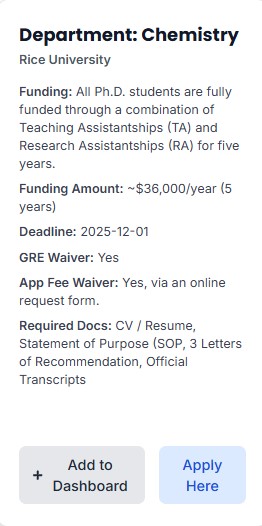 Department: Chemistry
Rice University
Funding: All Ph.D. students are fully
funded through a combination of
Teaching Assistantships (TA) and
Research Assistantships (RA) for five
years.
Funding Amount: ~$36,000/year (5
years)
Deadline: 2025-12-01
GRE Waiver: Yes
App Fee Waiver: Yes, via an online
request form.
Required Docs: CV / Resume,
Statement of Purpose (SOP, 3 Letters
of Recommendation, Official
Transcripts
+ Add to
Dashboard
Apply
Here